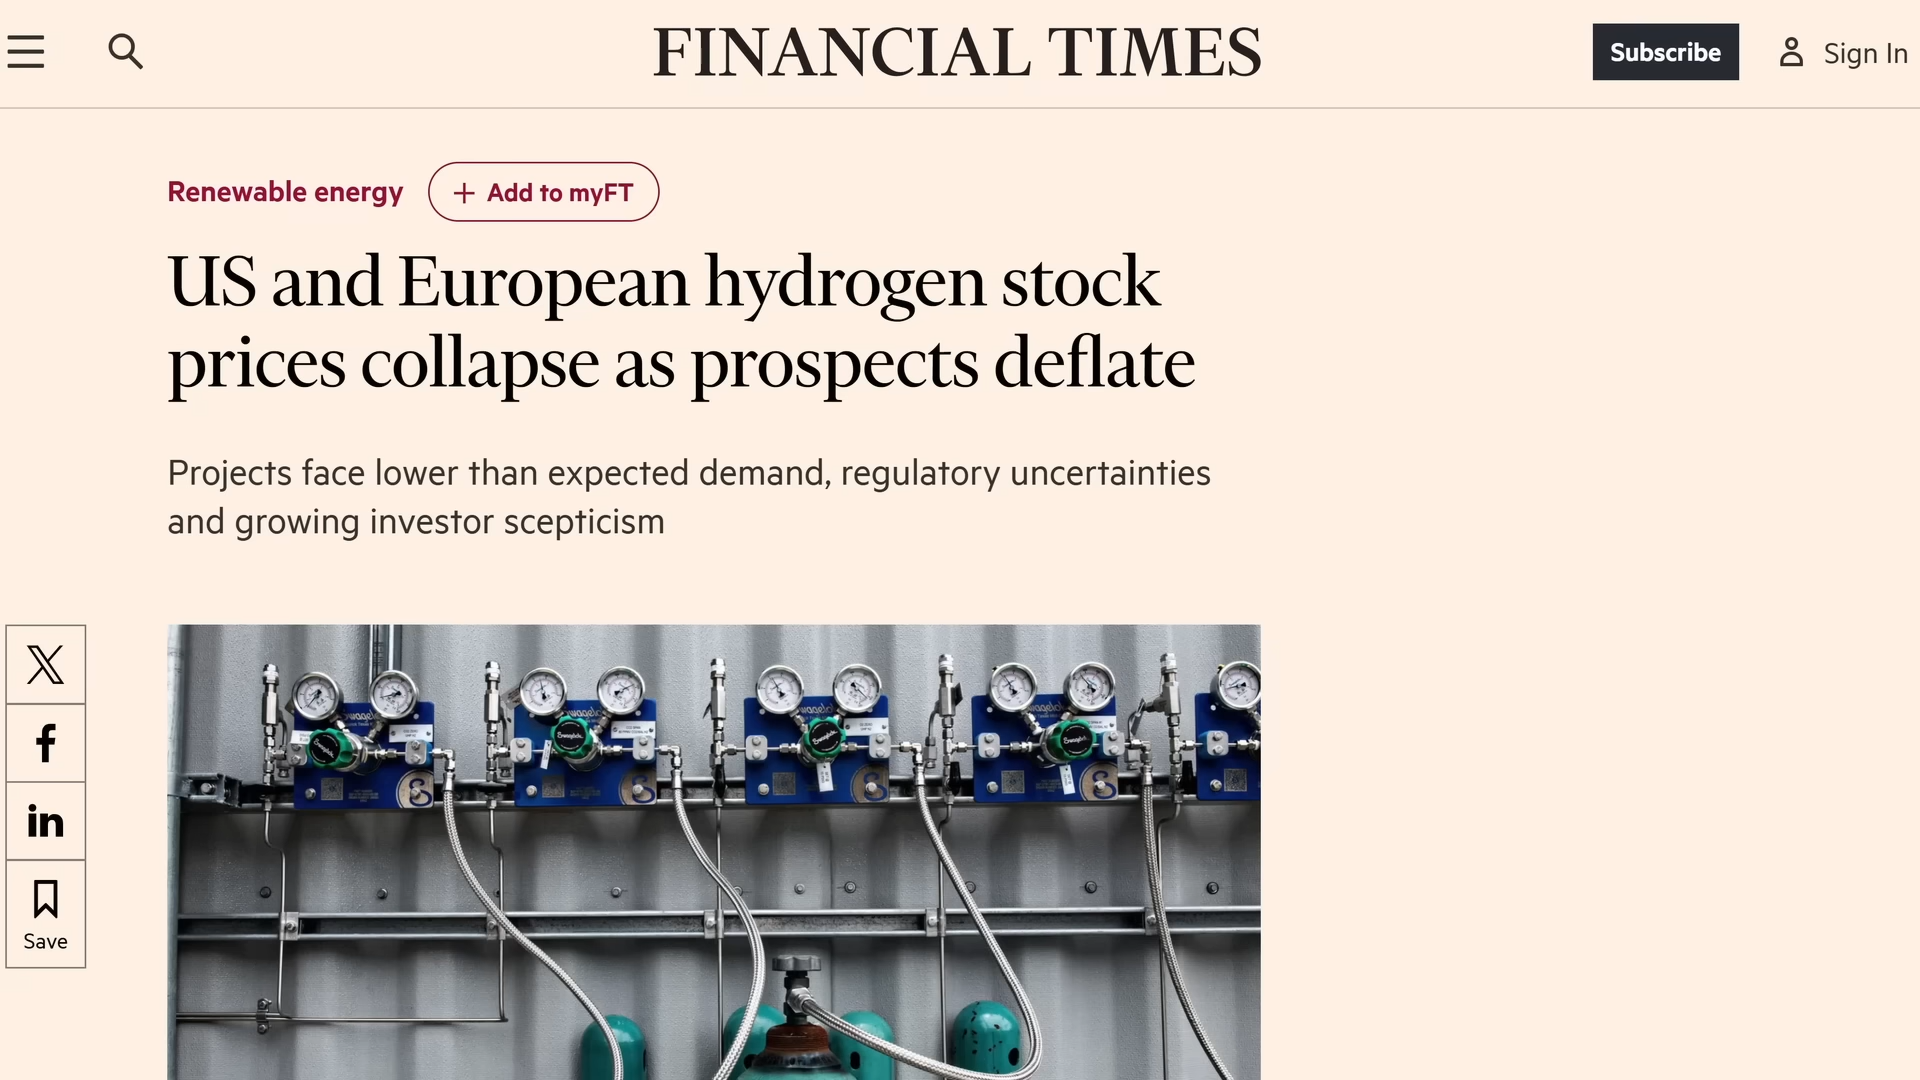 FINANCIAL TIMES
Subscribe
Sign In
Renewable energy
Add to myFT
US and European hydrogen stock
prices collapse as prospects deflate
Projects face lower than expected demand, regulatory uncertainties
and growing investor scepticism
X
f
in
Save